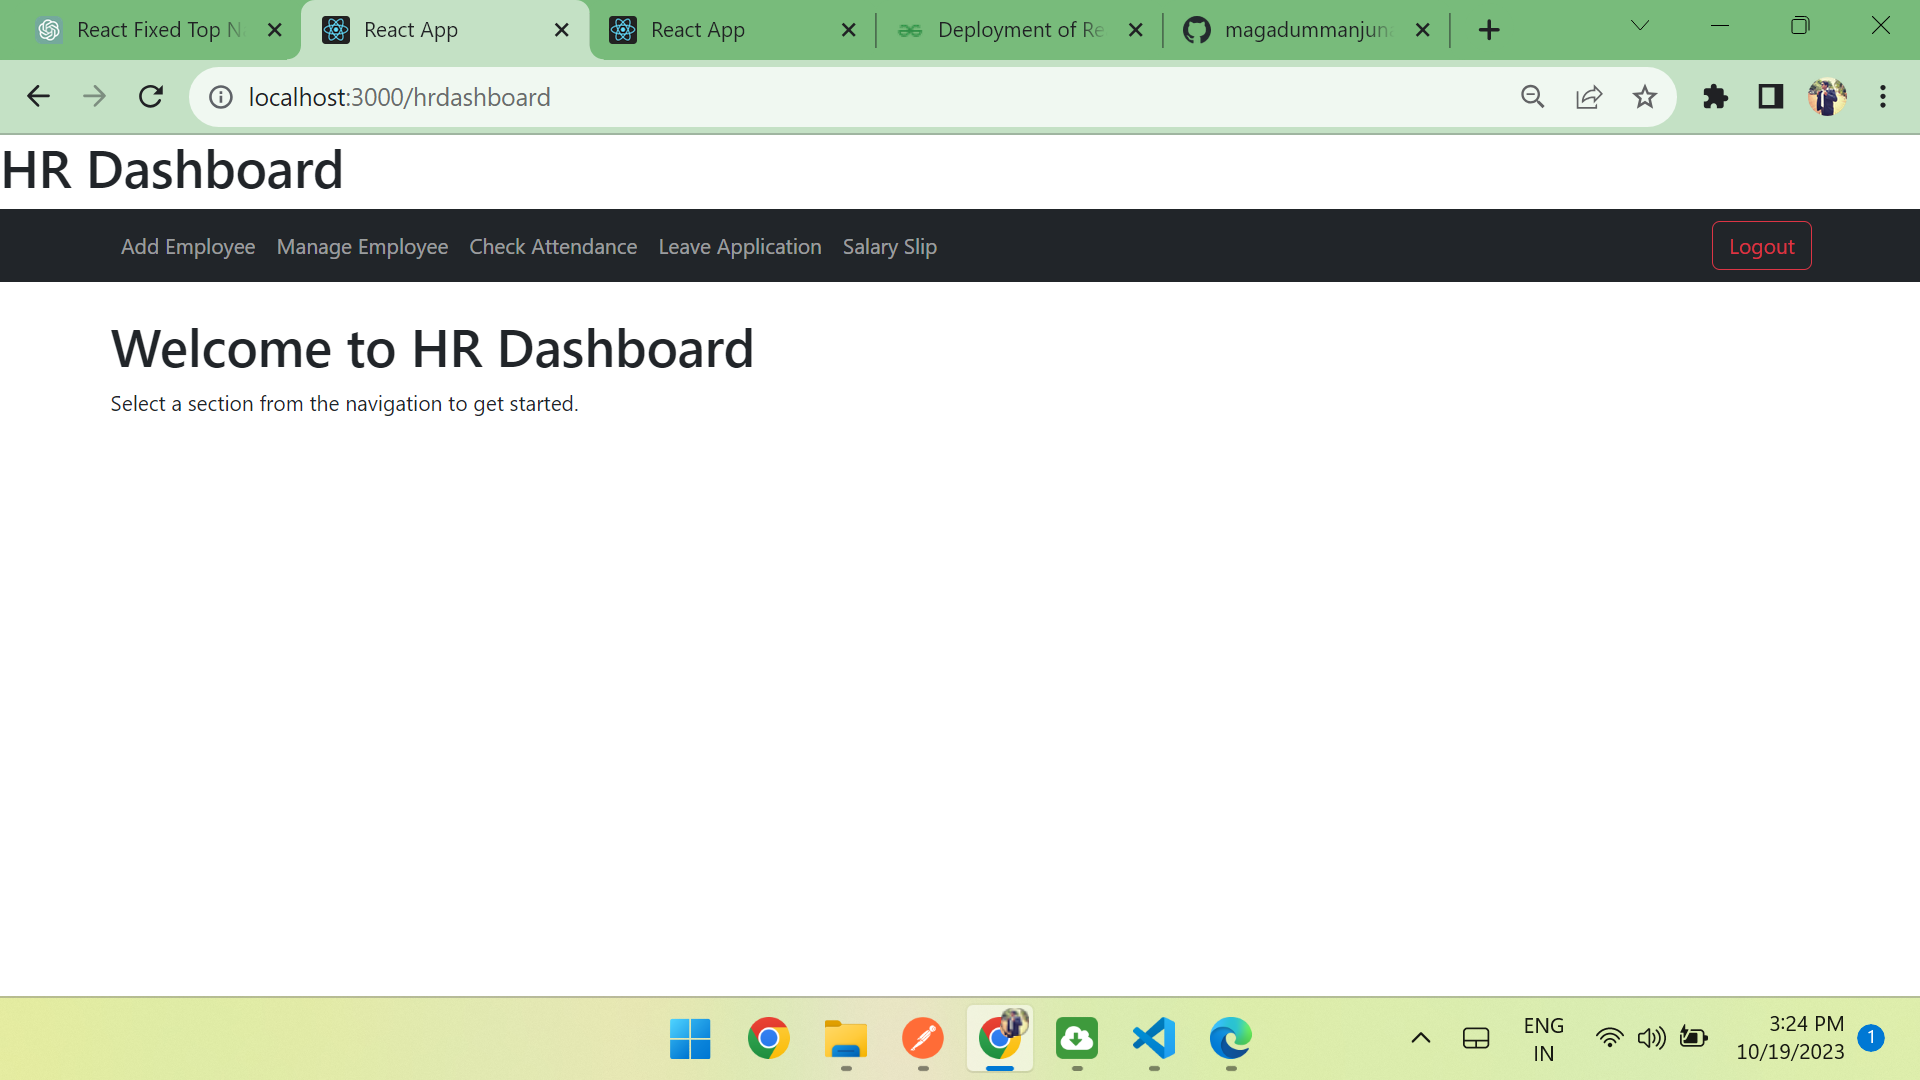 React Fixed Top N
React App
React App
Deployment of Re
magadummanjuna
localhost:3000/hrdashboard
HR Dashboard
Add Employee Manage Employee Check Attendance Leave Application Salary Slip Logout
Welcome to HR Dashboard
Select a section from the navigation to get started.
ENG
IN
3:24 PM
10/19/2023
1